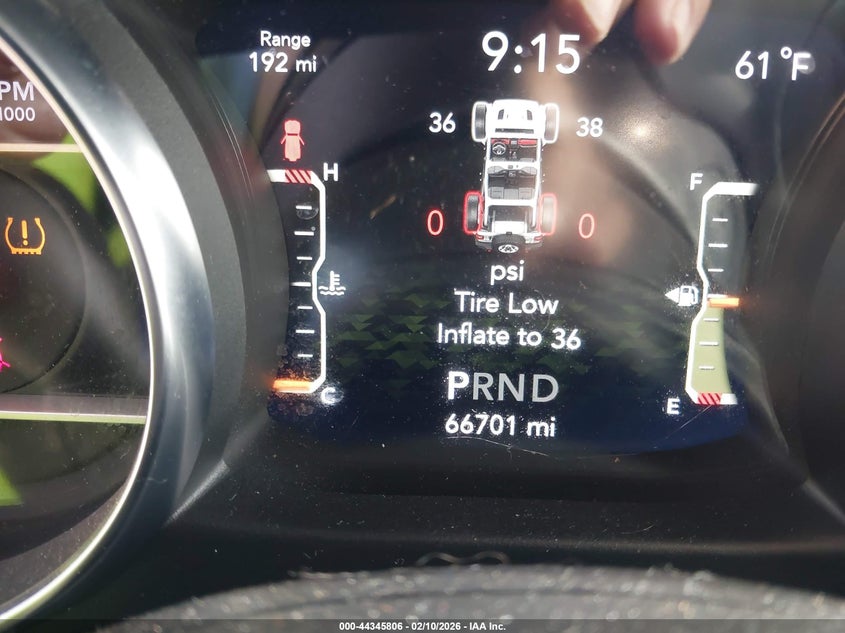 Range
192 mi
9:15
61°F
PM
1000
36
38
H
F
0
0
psi
Tire Low
Inflate to 36
C
E
PRND
66701 mi
000-44345806 - 02/10/2026 - IAA Inc.